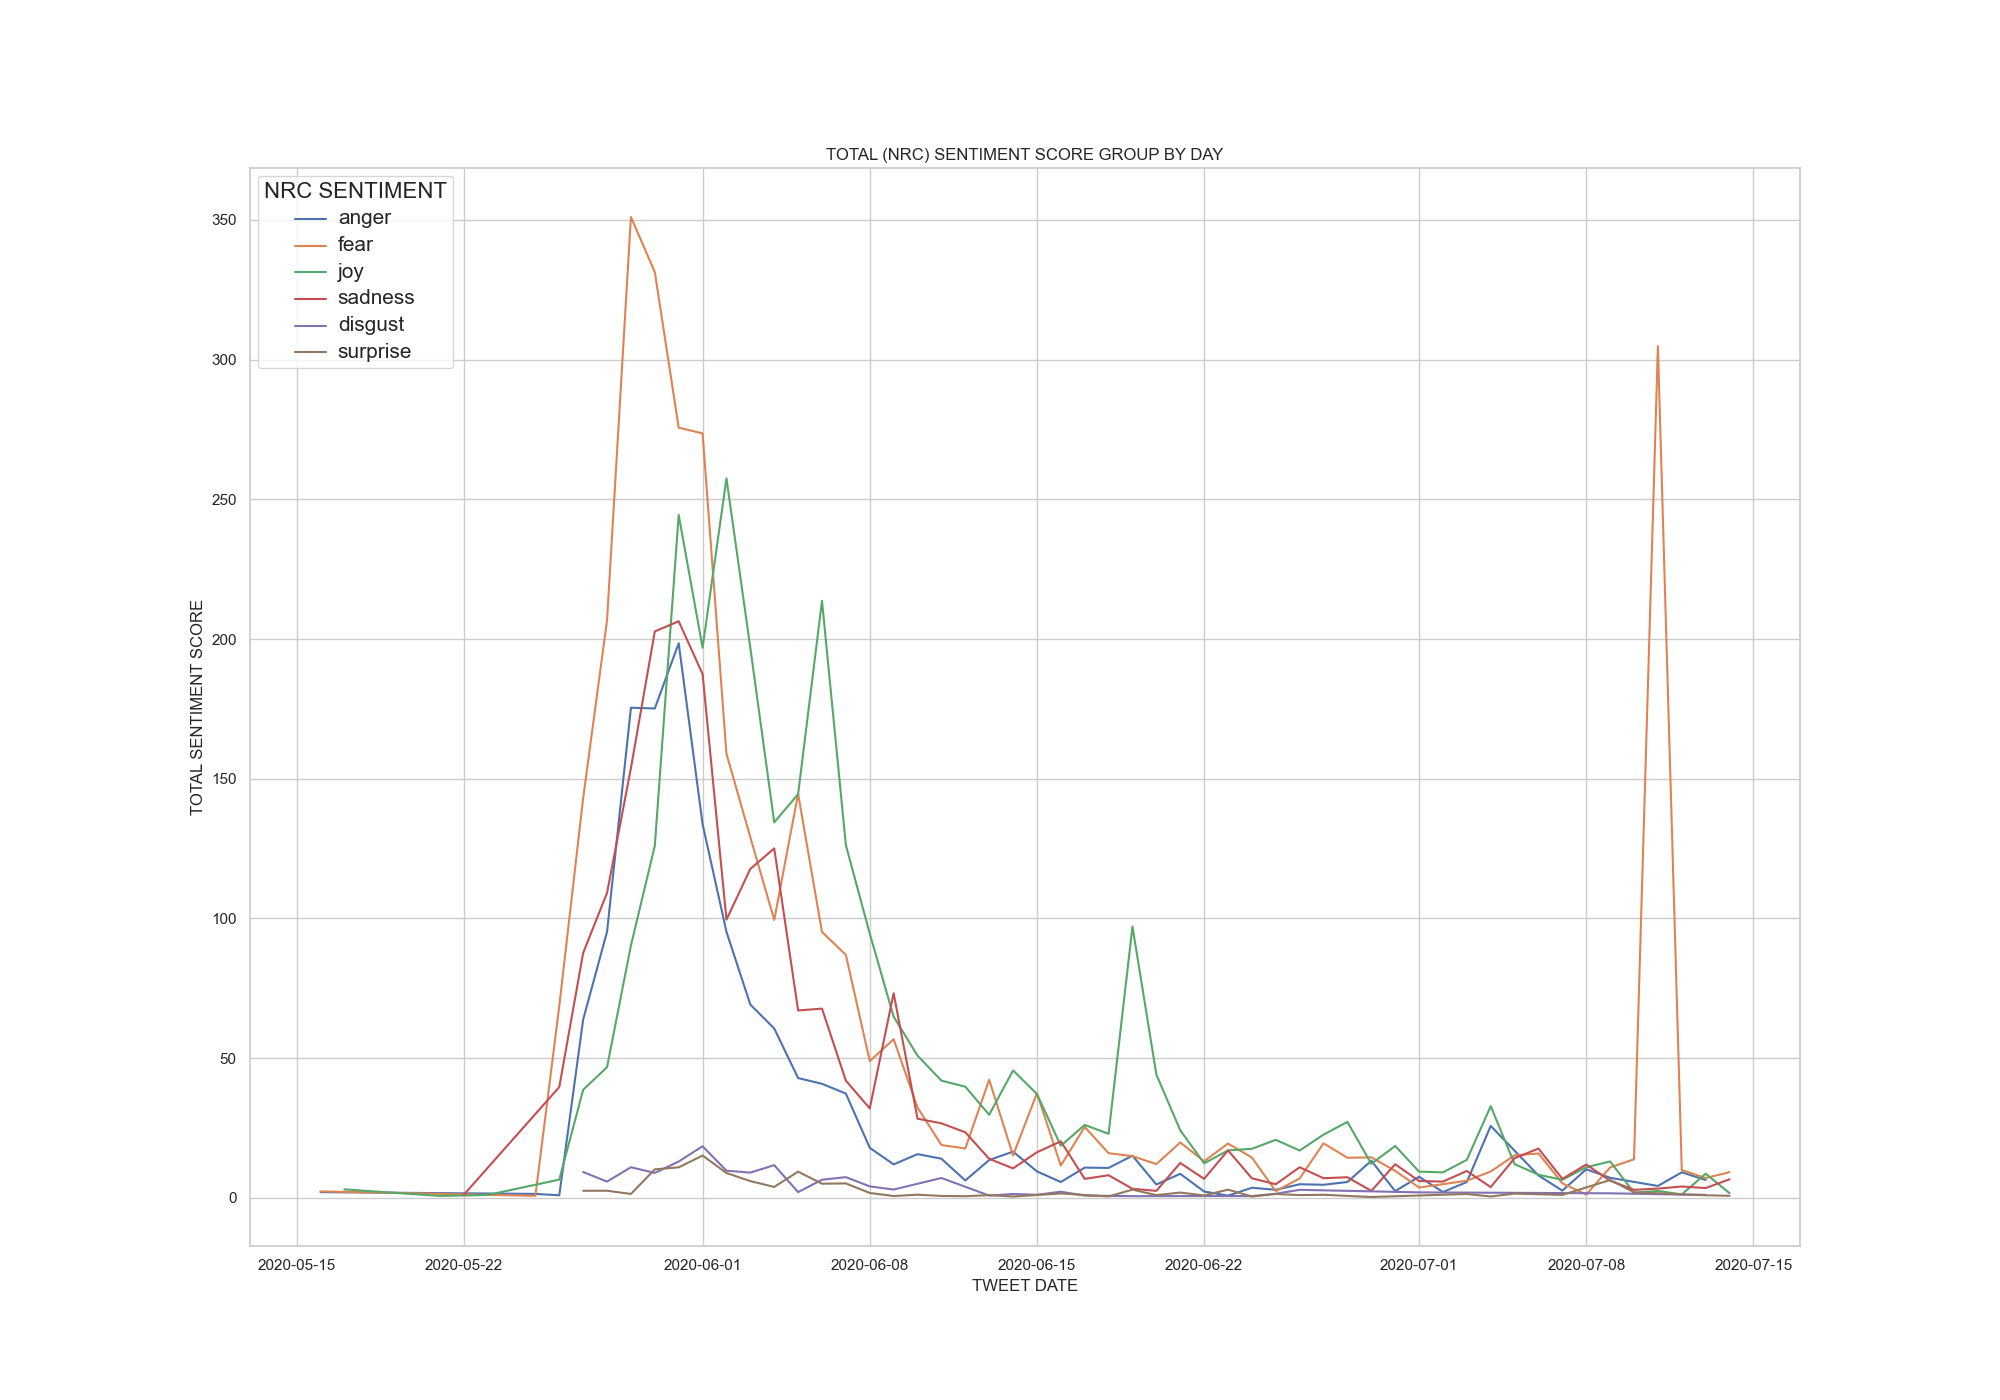 TOTAL (NRC) SENTIMENT SCORE GROUP BY DAY
NRC SENTIMENT
anger
fear
joy
sadness
disgust
surprise
TOTAL SENTIMENT SCORE
350
300
250
200
150
100
50
0
2020-05-15 2020-05-22 2020-06-01 2020-06-08 2020-06-15 2020-06-22 2020-07-01 2020-07-08 2020-07-15
TWEET DATE